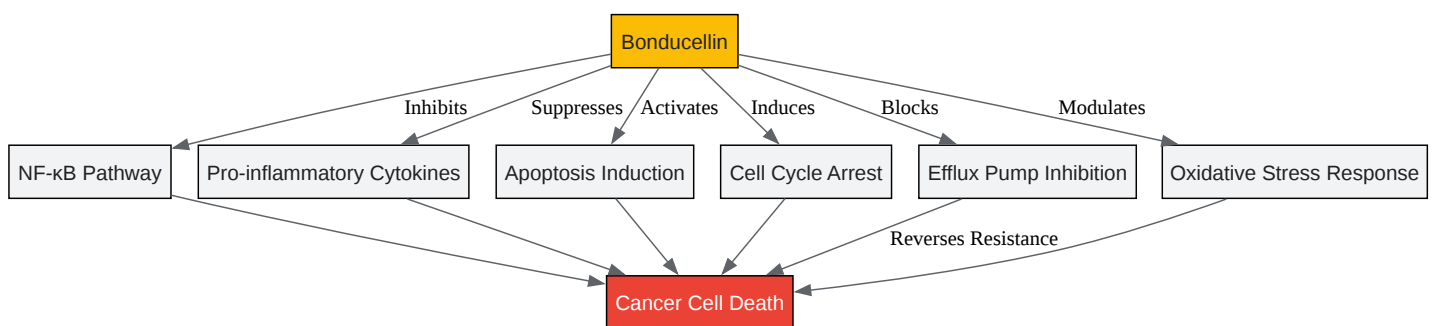 Bonducellin
Inhibits
Suppresses
Activates
Induces
Blocks
Modulates
NF-κB Pathway
Pro-inflammatory Cytokines
Apoptosis Induction
Cell Cycle Arrest
Efflux Pump Inhibition
Oxidative Stress Response
Reverses Resistance
Cancer Cell Death